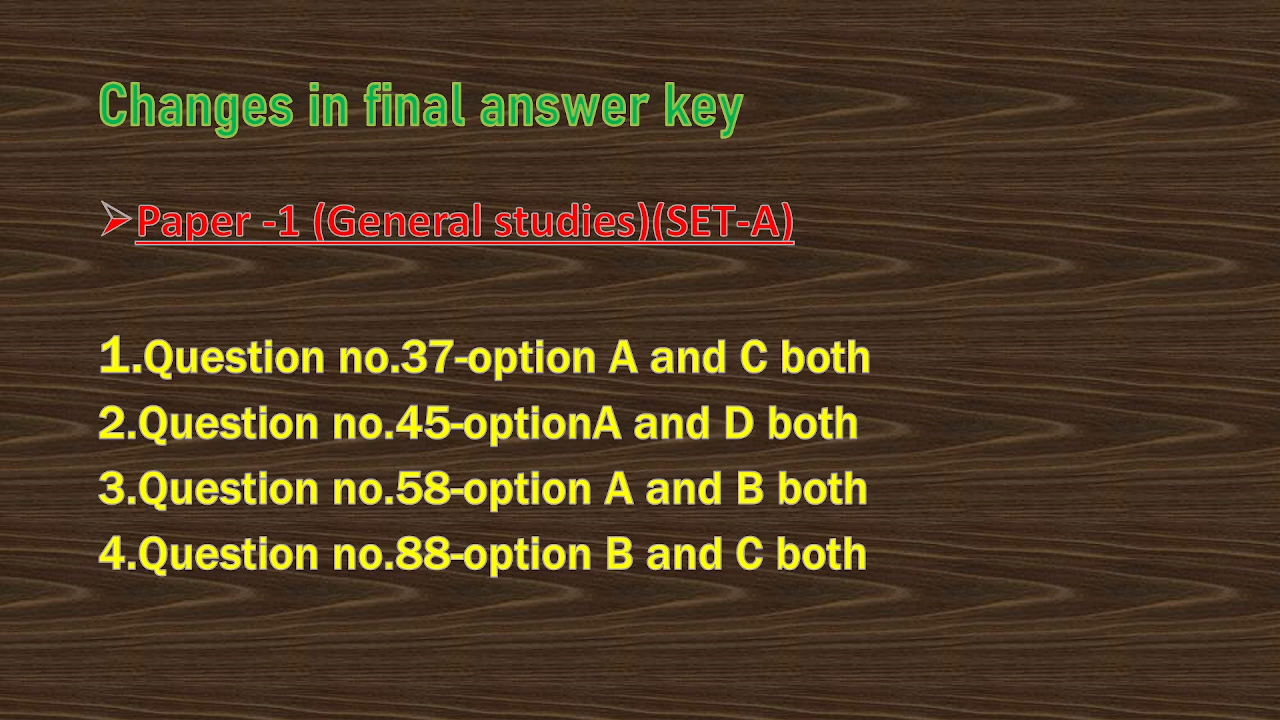 Changes in final answer key
➢Paper -1 (General studies)(SET-A)
1.Question no.37-option A and C both
2.Question no.45-optionA and D both
3.Question no.58-option A and B both
4.Question no.88-option B and C both